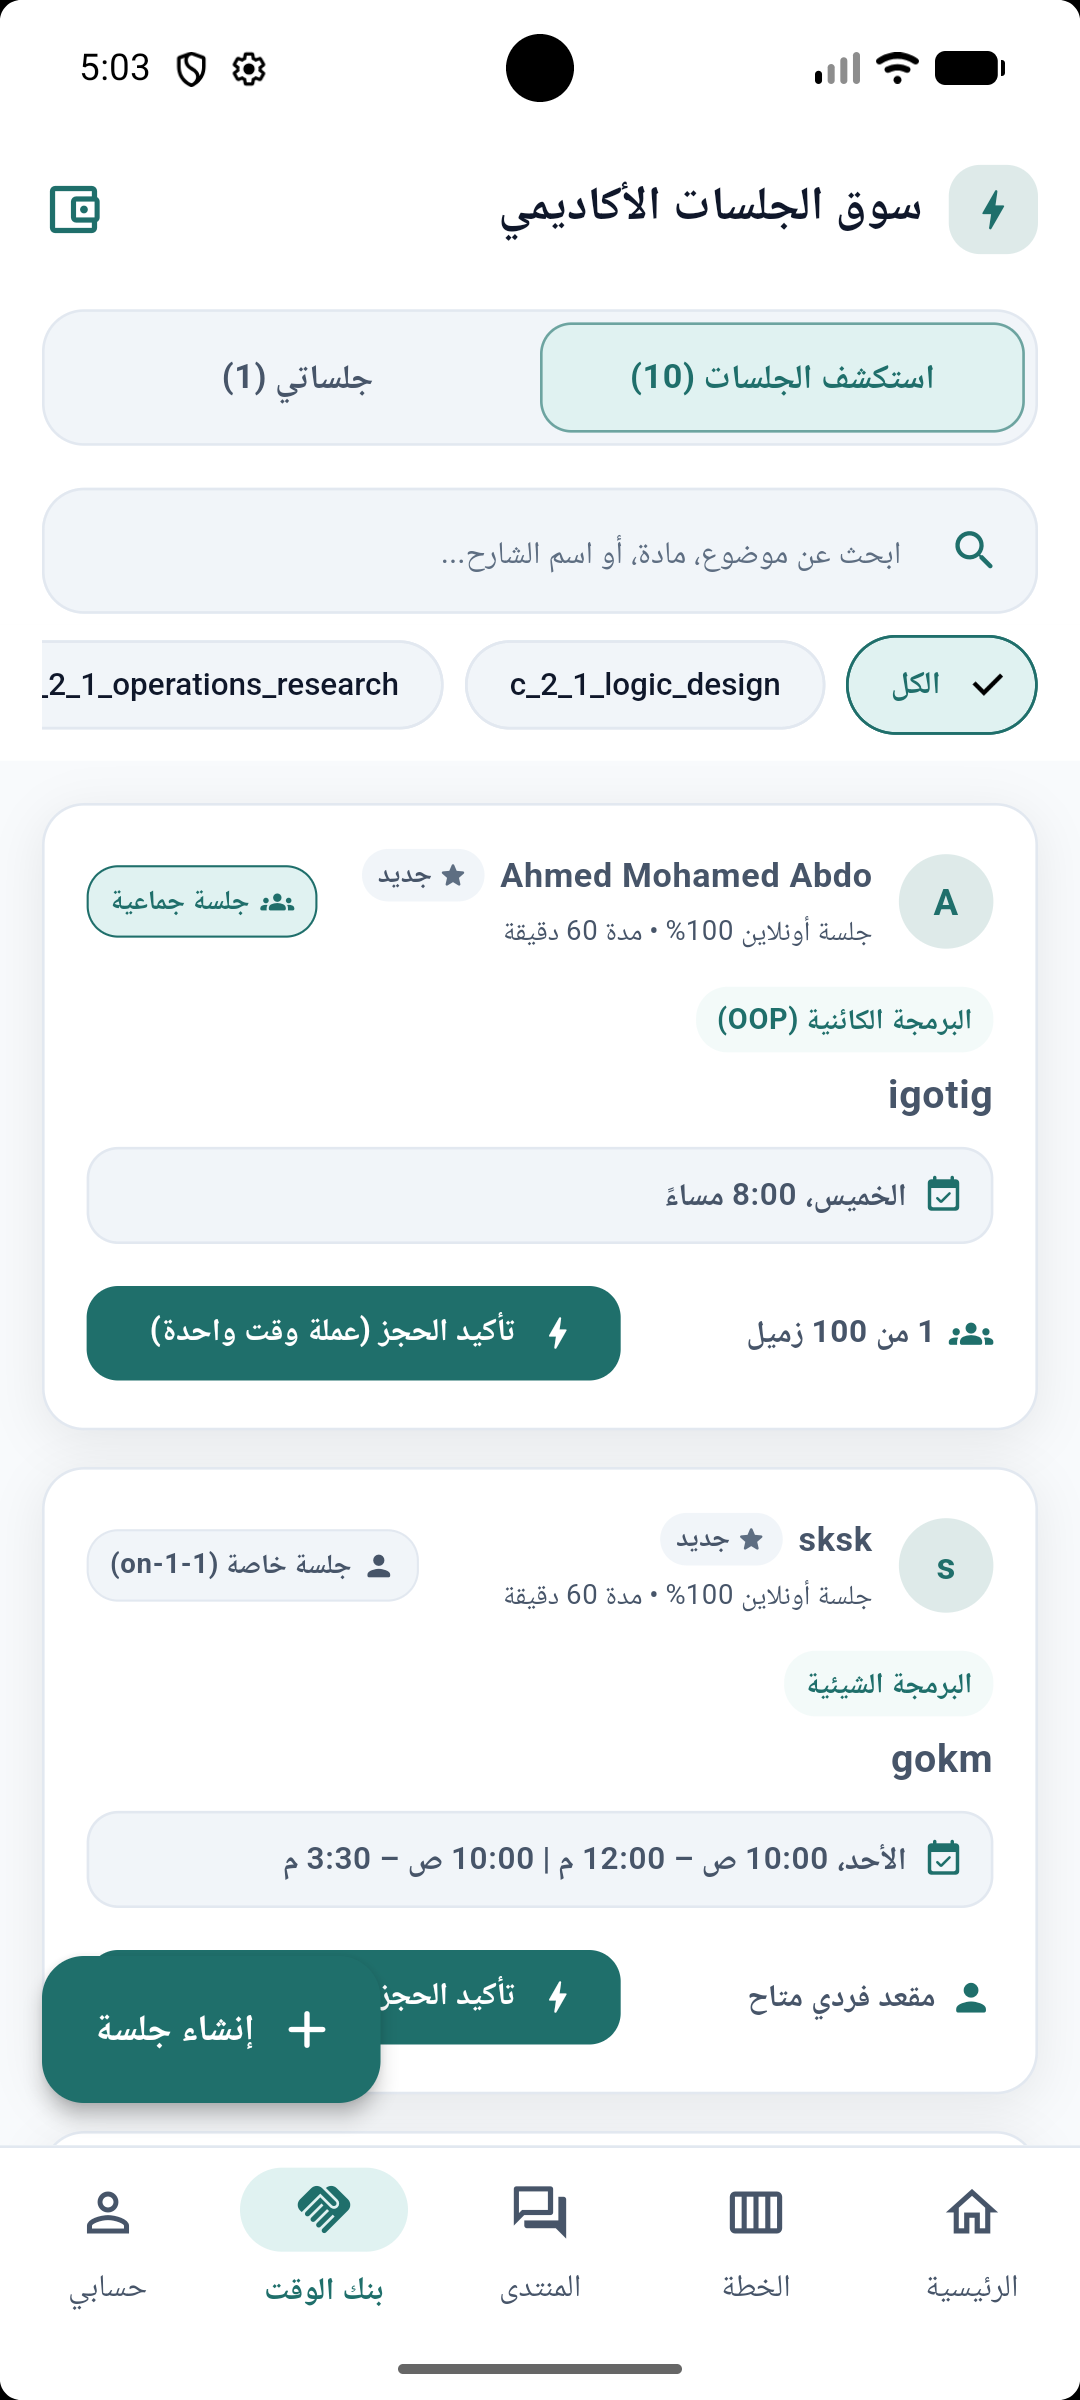 5:03
سوق الجلسات الأكاديمي
استكشف الجلسات (10)
جلساتي (1)
ابحث عن موضوع، مادة، أو اسم الشارح...
الكل
c_2_1_logic_design
_2_1_operations_research
A
Ahmed Mohamed Abdo
جديد
جلسة جماعية
جلسة أونلاين 100% • مدة 60 دقيقة
البرمجة الكائنية (OOP)
igotig
الخميس، 8:00 مساءً
1 من 100 زميل
تأكيد الحجز (عملة وقت واحدة)
s
sksk
جديد
جلسة خاصة (1-on-1)
جلسة أونلاين 100% • مدة 60 دقيقة
البرمجة الشيئية
gokm
الأحد، 10:00 ص – 12:00 م | 10:00 ص – 3:30 م
مقعد فردي متاح
تأكيد الحجز
إنشاء جلسة
الرئيسية
الخطة
المنتدى
بنك الوقت
حسابي